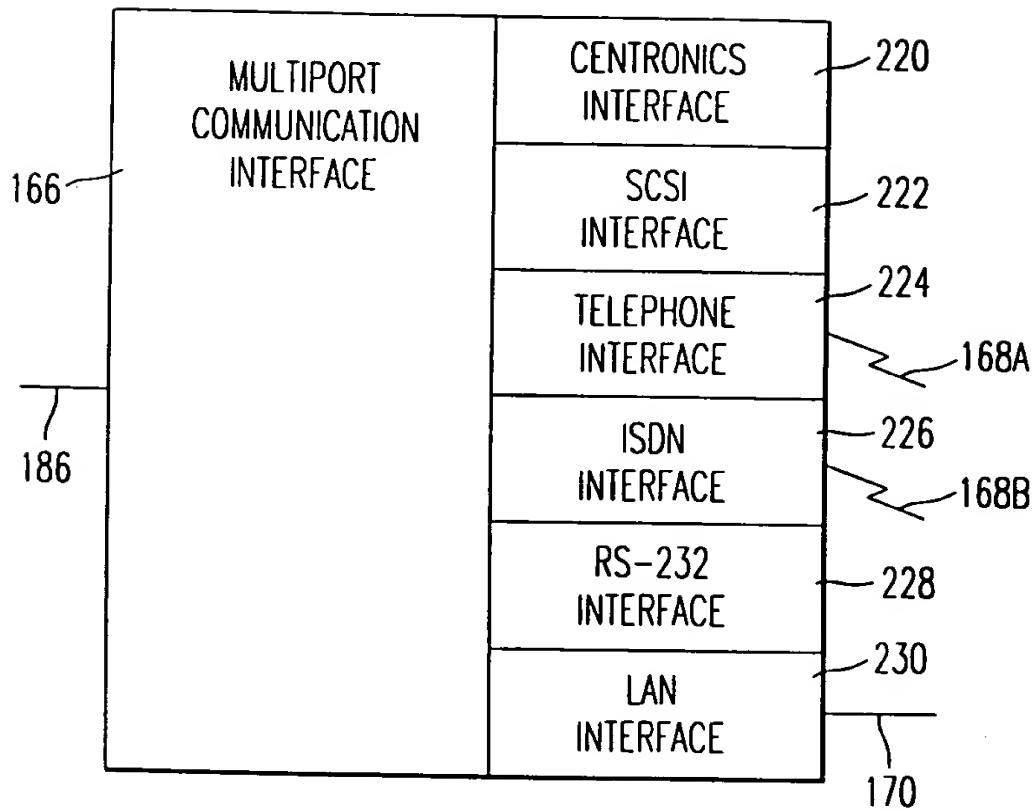 MULTIPORT
COMMUNICATION
INTERFACE
166
186
CENTRONICS
INTERFACE
220
SCSI
INTERFACE
222
TELEPHONE
INTERFACE
224
168A
ISDN
INTERFACE
226
168B
RS-232
INTERFACE
228
LAN
INTERFACE
230
170